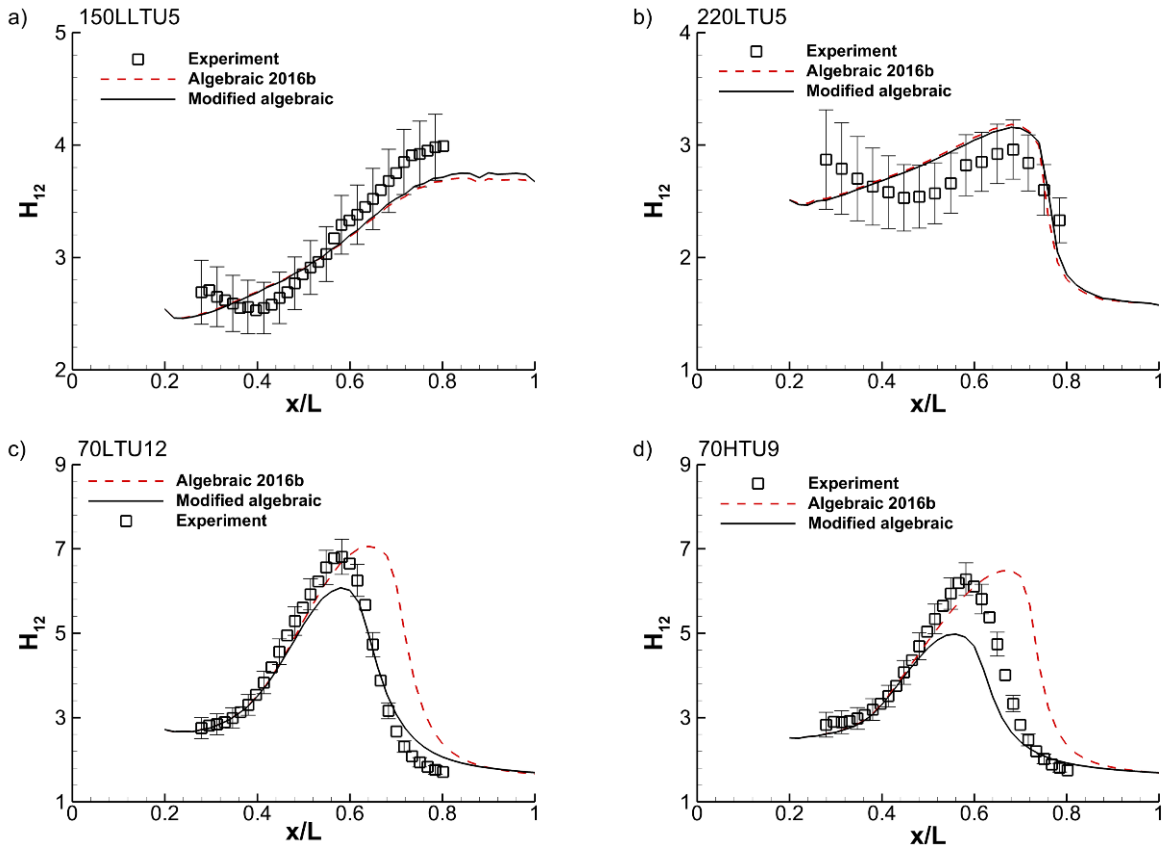 a) 150LLTU5
5
4
3
2
H12
Experiment
Algebraic 2016b
Modified algebraic
0 0.2 0.4 0.6 0.8 1
x/L
b) 220LTU5
4
3
2
1
H12
Experiment
Algebraic 2016b
Modified algebraic
0 0.2 0.4 0.6 0.8 1
x/L
c) 70LTU12
9
7
5
3
1
H12
Algebraic 2016b
Modified algebraic
Experiment
0 0.2 0.4 0.6 0.8 1
x/L
d) 70HTU9
9
7
5
3
1
H12
Experiment
Algebraic 2016b
Modified algebraic
0 0.2 0.4 0.6 0.8 1
x/L